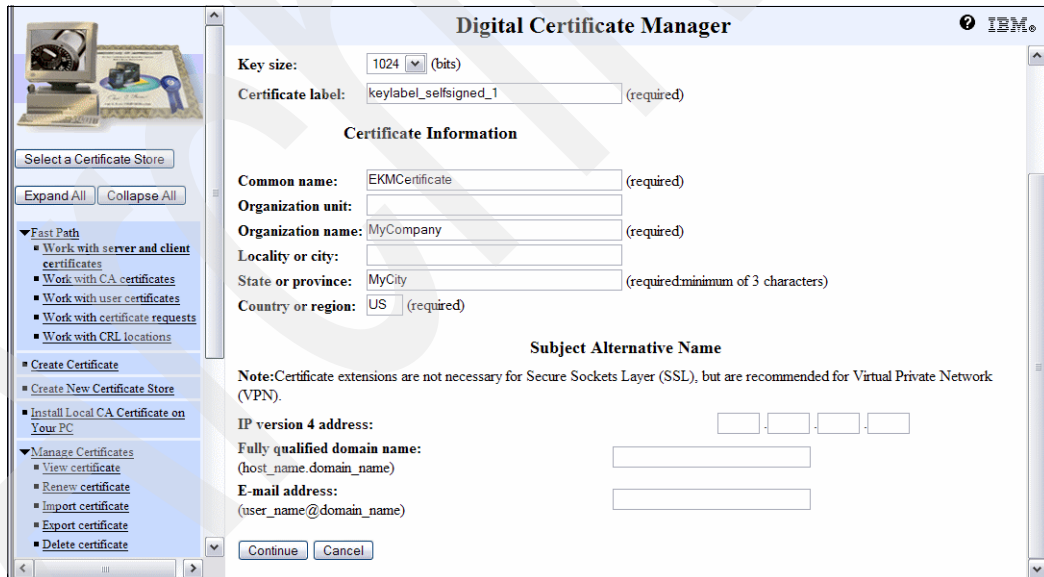 Digital Certificate Manager
IBM®
Select a Certificate Store
Expand All Collapse All
Fast Path
Work with server and client
certificates
Work with CA certificates
Work with user certificates
Work with certificate requests
Work with CRL locations
Create Certificate
Create New Certificate Store
Install Local CA Certificate on
Your PC
Manage Certificates
View certificate
Renew certificate
Import certificate
Export certificate
Delete certificate
Key size: 1024 (bits)
Certificate label: keylabel_selfsigned_1 (required)
Certificate Information
Common name: EKMCertificate (required)
Organization unit:
Organization name: MyCompany (required)
Locality or city:
State or province: MyCity (required:minimum of 3 characters)
Country or region: US (required)
Subject Alternative Name
Note:Certificate extensions are not necessary for Secure Sockets Layer (SSL), but are recommended for Virtual Private Network
(VPN).
IP version 4 address: . . .
Fully qualified domain name:
(host_name.domain_name)
E-mail address:
(user_name@domain_name)
Continue Cancel